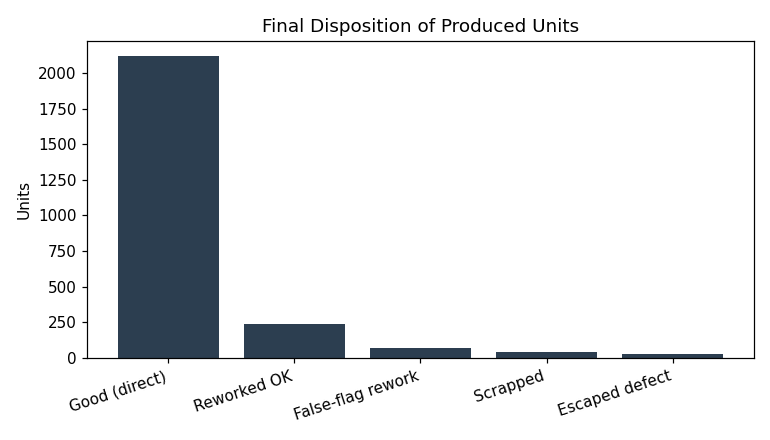 Final Disposition of Produced Units
Units
2000
1750
1500
1250
1000
750
500
250
0
Good (direct)
Reworked OK
False-flag rework
Scrapped
Escaped defect